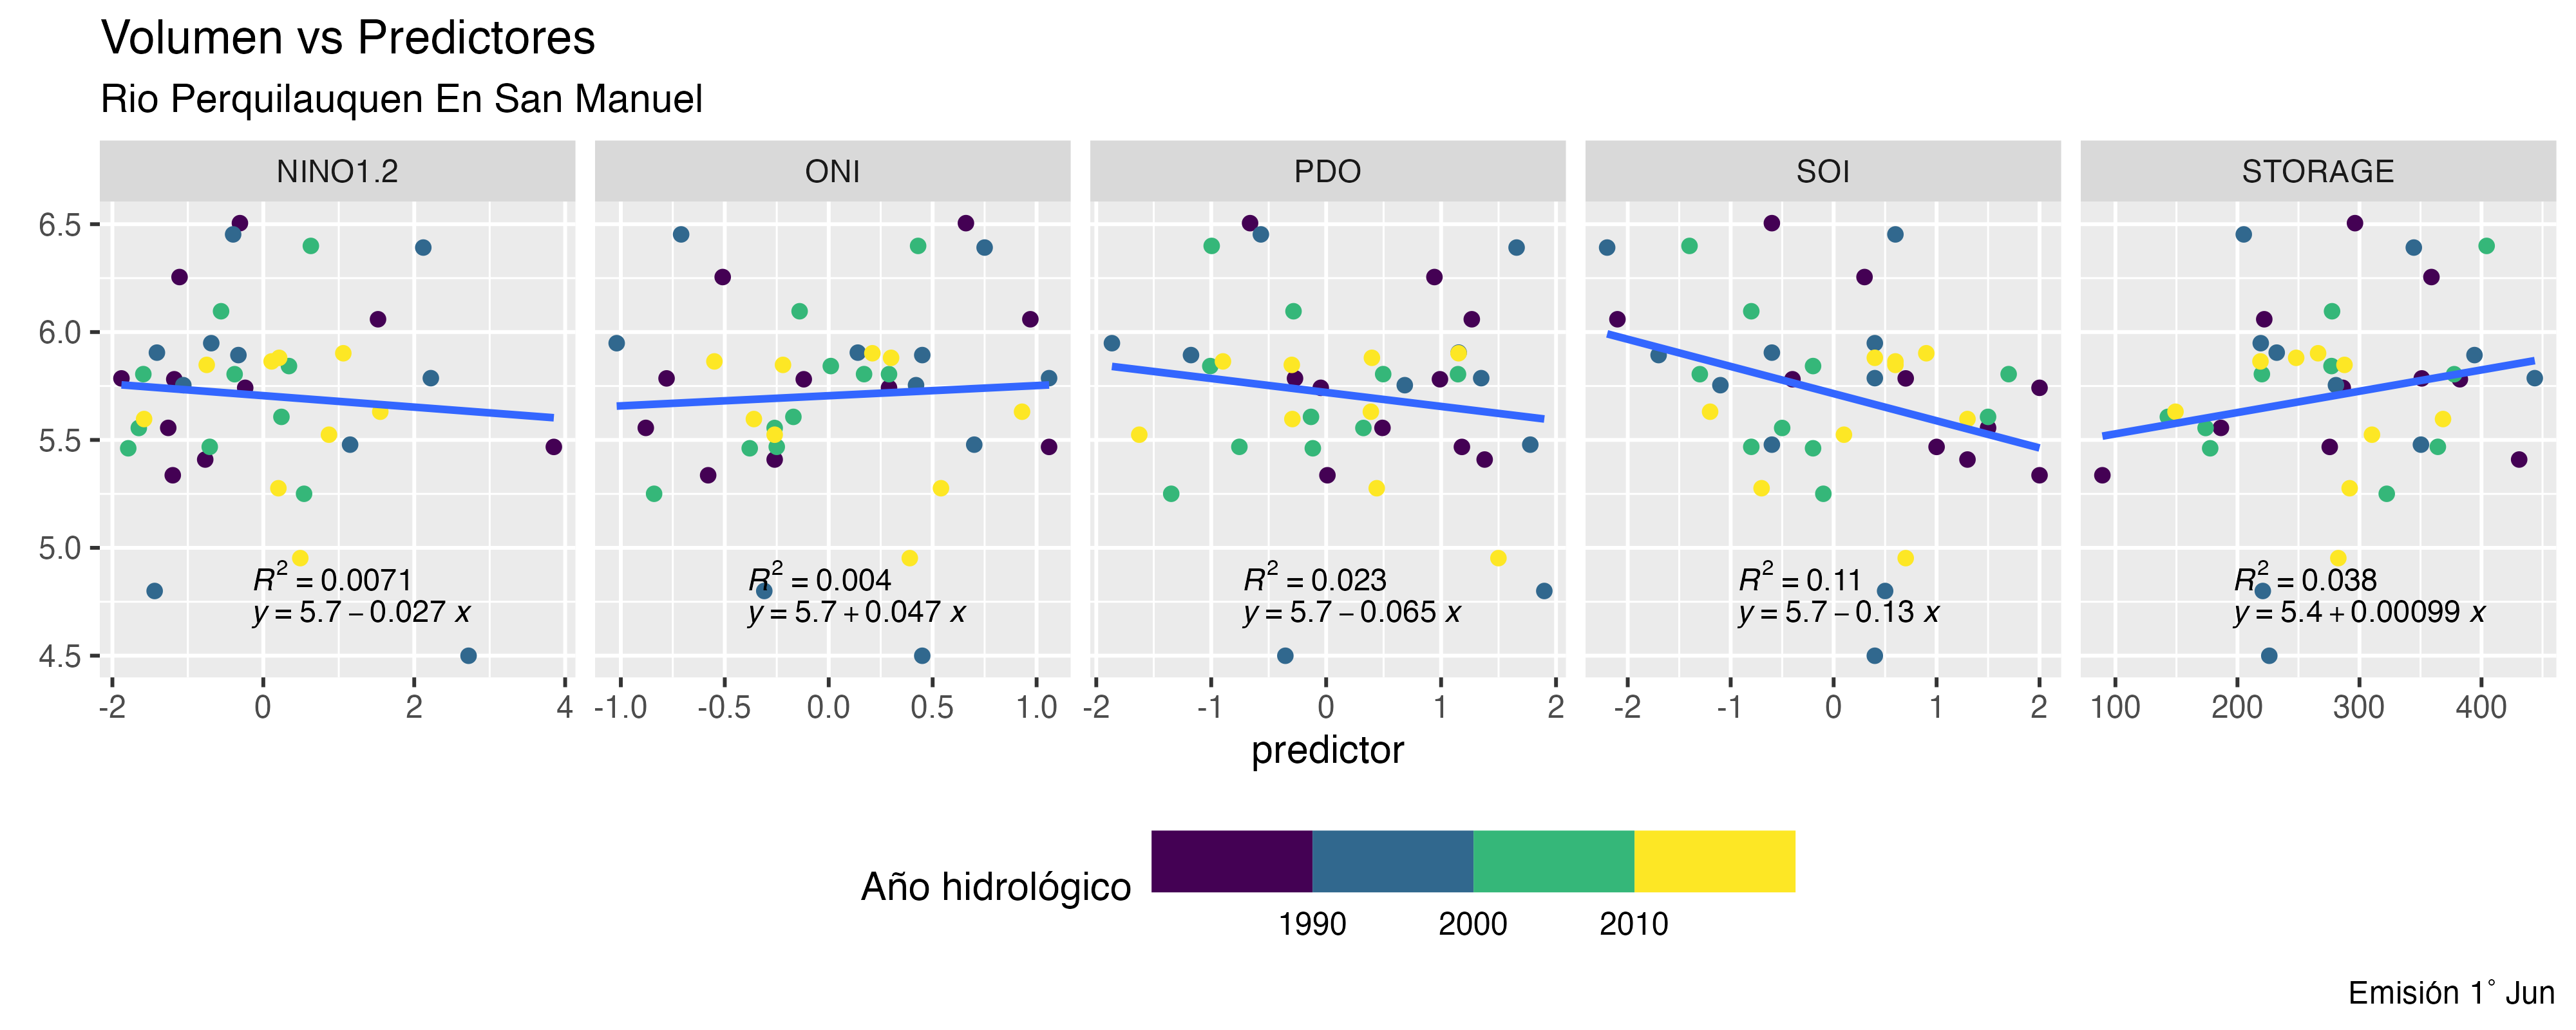 Volumen vs Predictores
Rio Perquilauquen En San Manuel
NINO1.2 ONI PDO SOI STORAGE
6.5
6.0
5.5
5.0
4.5
R² = 0.0071 R² = 0.004 R² = 0.023 R² = 0.11 R² = 0.038
y = 5.7 − 0.027 x y = 5.7 + 0.047 x y = 5.7 − 0.065 x y = 5.7 − 0.13 x y = 5.4 + 0.00099 x
-2 0 2 4 -1.0 -0.5 0.0 0.5 1.0 -2 -1 0 1 2 -2 -1 0 1 2 100 200 300 400
predictor
Año hidrológico
1990 2000 2010
Emisión 1° Jun